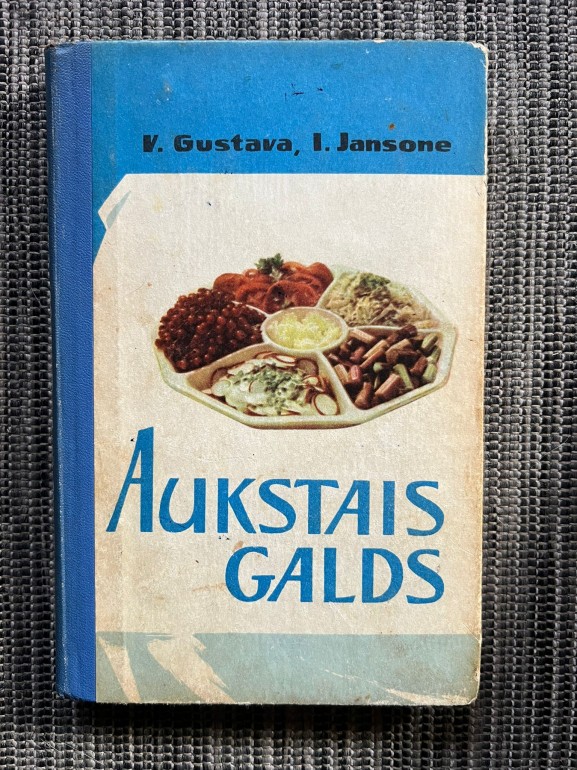 V. Gustava, I. Jansone
AUKSTAIS
GALDS